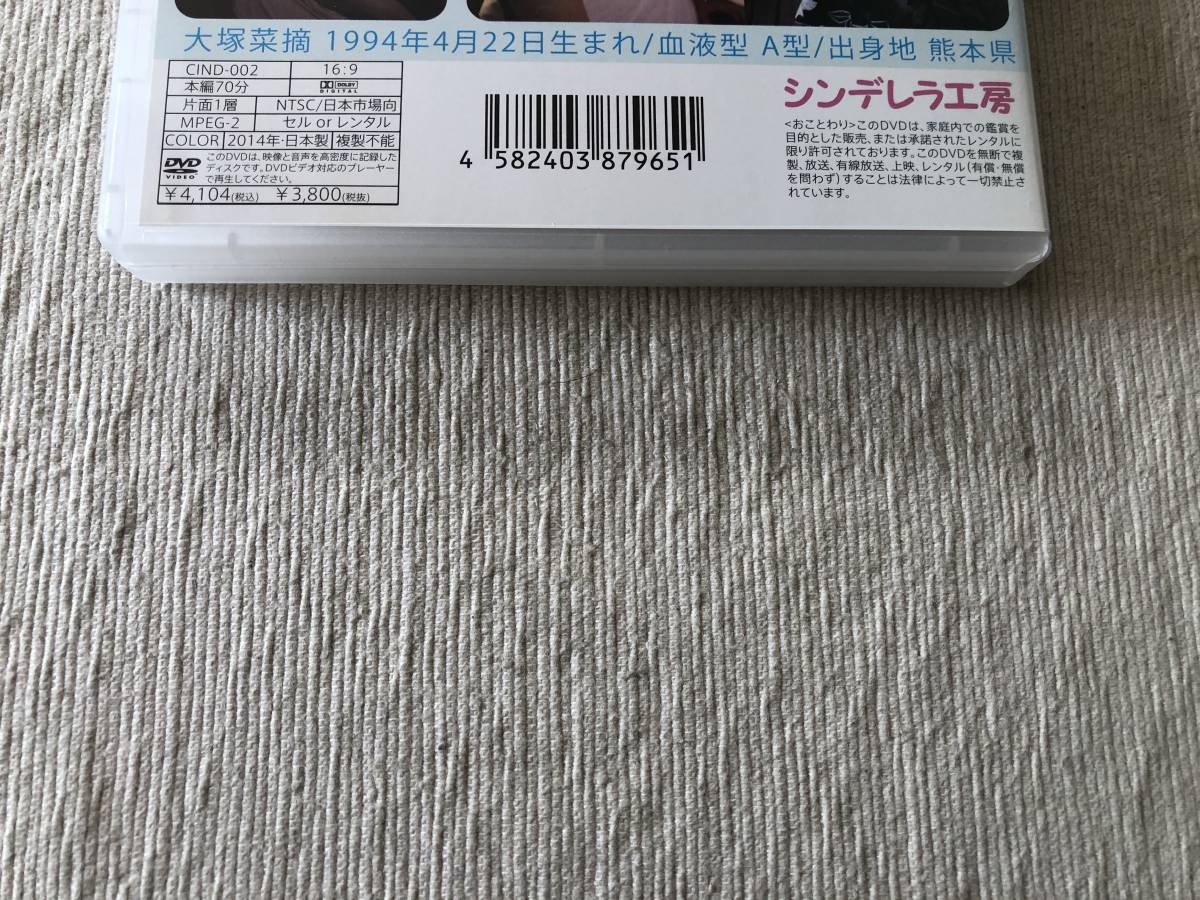 大塚菜摘 1994年4月22日生まれ/血液型 A型/出身地 熊本県
CIND-002 16:9
本編70分 DOLBY DIGITAL
片面1層 NTSC/日本市場向
MPEG-2 セル or レンタル
COLOR 2014年・日本製 複製不能
DVD VIDEO
このDVDは、映像と音声を高密度に記録した
ディスクです。DVDビデオ対応のプレーヤー
で再生してください。
¥4,104(税込) ¥3,800(税抜)
4 582403 879651
シンデレラ工房
<おことわり>このDVDは、家庭内での鑑賞を
目的とした販売、または承諾されたレンタルに
限り許可されております。このDVDを無断で複
製、放送、有線放送、上映、レンタル(有償・無償
を問わず)することは法律によって一切禁止さ
れています。